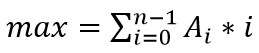 max = ∑_{i=0}^{n−1} A_i * i